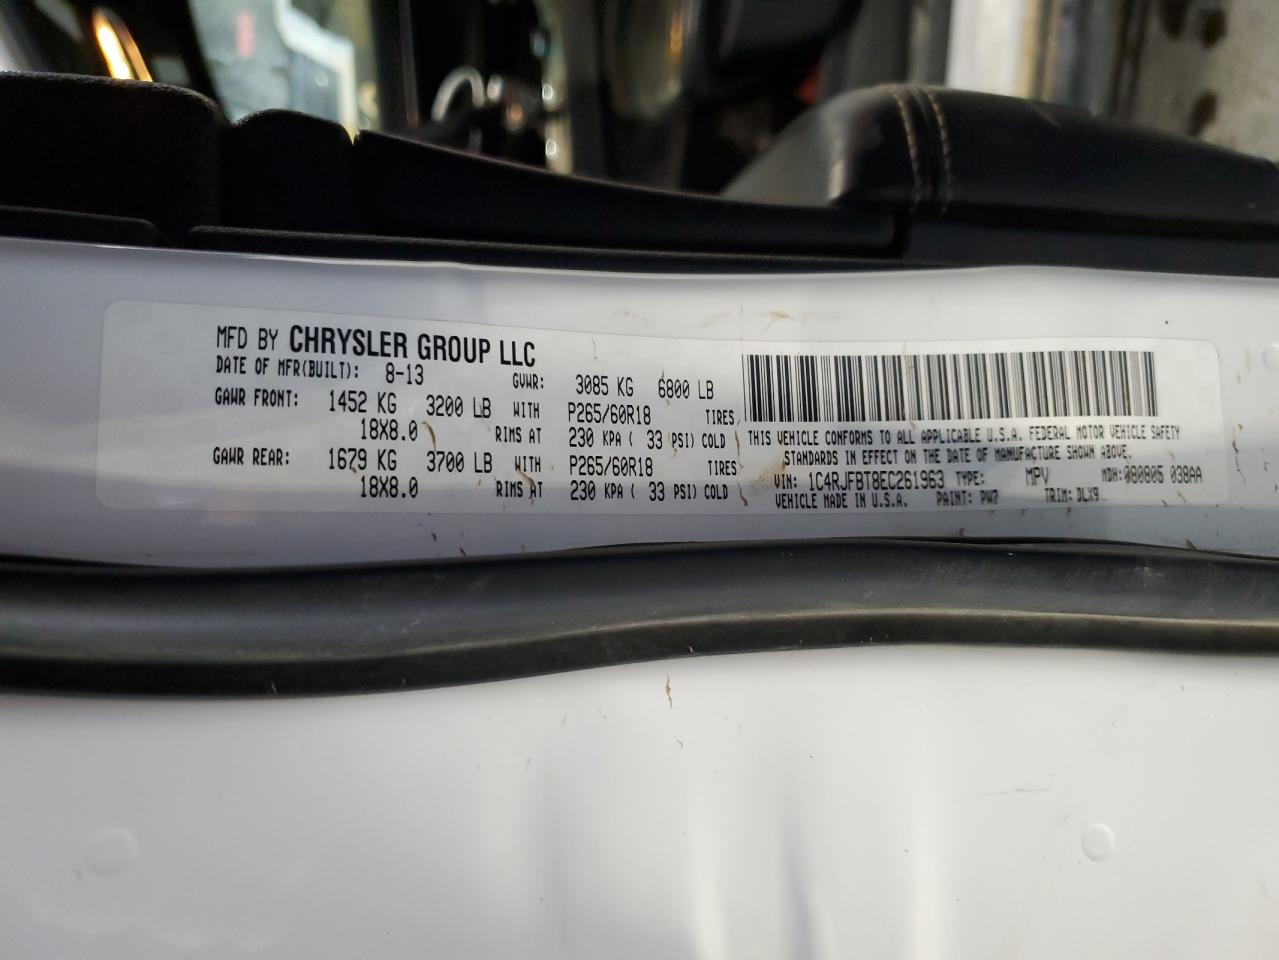 MFD BY CHRYSLER GROUP LLC
DATE OF MFR(BUILT): 8-13 GVWR: 3085 KG 6800 LB
GAWR FRONT: 1452 KG 3200 LB WITH P265/60R18 TIRES
18X8.0 RIMS AT 230 KPA ( 33 PSI) COLD
GAWR REAR: 1679 KG 3700 LB WITH P265/60R18 TIRES
18X8.0 RIMS AT 230 KPA ( 33 PSI) COLD
THIS VEHICLE CONFORMS TO ALL APPLICABLE U.S.A. FEDERAL MOTOR VEHICLE SAFETY
STANDARDS IN EFFECT ON THE DATE OF MANUFACTURE SHOWN ABOVE.
VIN: 1C4RJFBT8EC261963 TYPE: MPV MDH: 080805 038AA
VEHICLE MADE IN U.S.A. PAINT: PW7 TRIM: DLX9